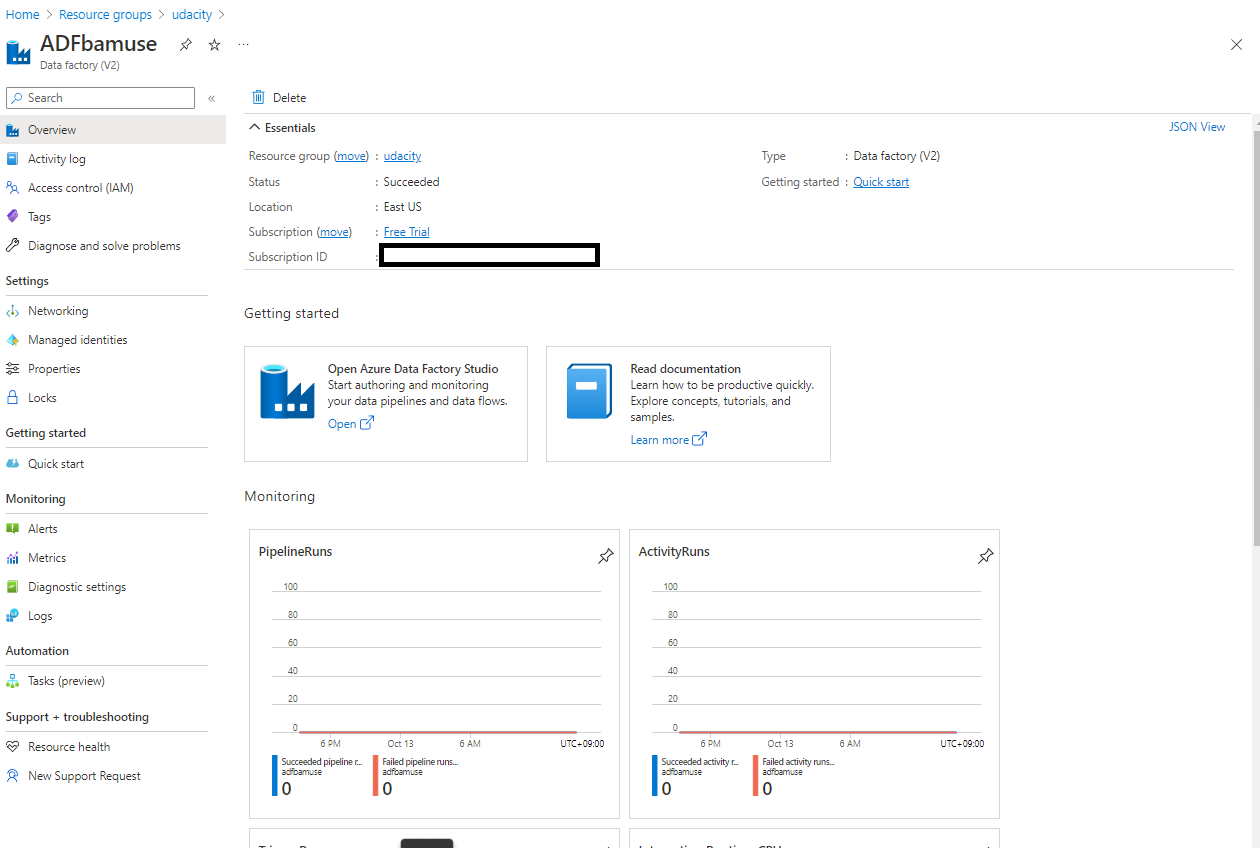 Home > Resource groups > udacity >
ADFbamuse
Data factory (V2)
Search
«
Overview
Activity log
Access control (IAM)
Tags
Diagnose and solve problems
Settings
Networking
Managed identities
Properties
Locks
Getting started
Quick start
Monitoring
Alerts
Metrics
Diagnostic settings
Logs
Automation
Tasks (preview)
Support + troubleshooting
Resource health
New Support Request
Delete
Essentials
JSON View
Resource group (move) : udacity
Status : Succeeded
Location : East US
Subscription (move) : Free Trial
Subscription ID :
Type : Data factory (V2)
Getting started : Quick start
Getting started
Open Azure Data Factory Studio
Start authoring and monitoring
your data pipelines and data flows.
Open
Read documentation
Learn how to be productive quickly.
Explore concepts, tutorials, and
samples.
Learn more
Monitoring
PipelineRuns
100
80
60
40
20
0
6 PM Oct 13 6 AM UTC+09:00
Succeeded pipeline r...
adfbamuse
0
Failed pipeline runs...
adfbamuse
0
ActivityRuns
100
80
60
40
20
0
6 PM Oct 13 6 AM UTC+09:00
Succeeded activity r...
adfbamuse
0
Failed activity runs...
adfbamuse
0